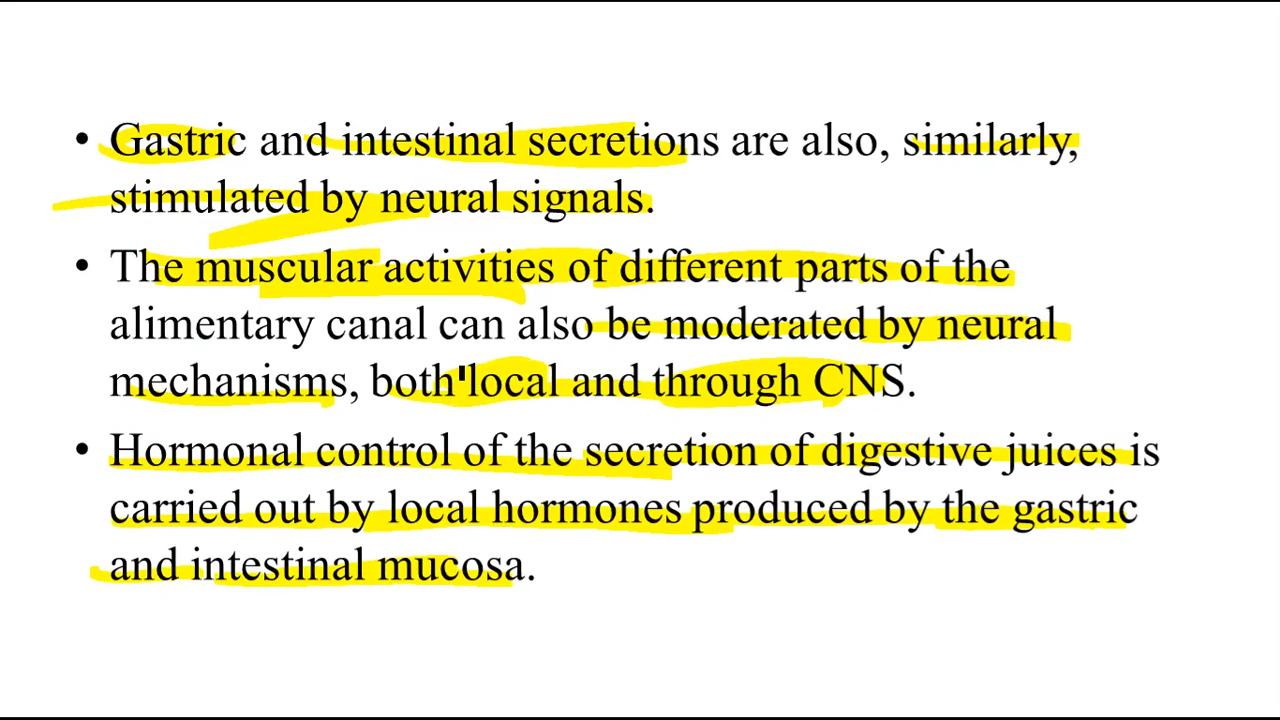 • Gastric and intestinal secretions are also, similarly,
stimulated by neural signals.
• The muscular activities of different parts of the
alimentary canal can also be moderated by neural
mechanisms, both local and through CNS.
• Hormonal control of the secretion of digestive juices is
carried out by local hormones produced by the gastric
and intestinal mucosa.